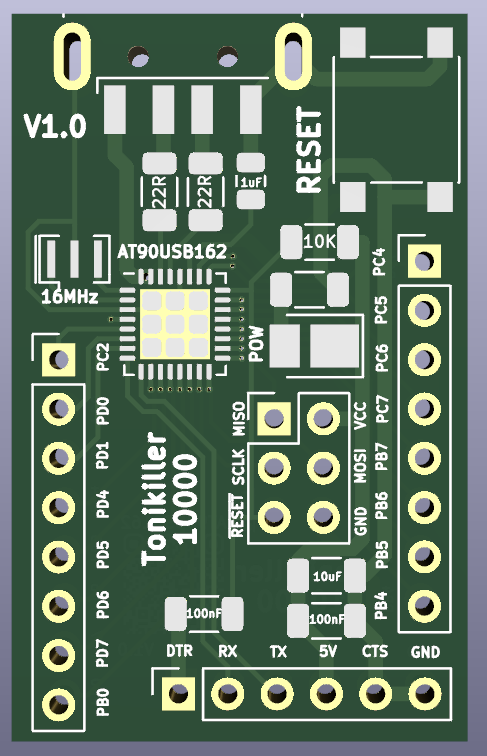 V1.0
RESET
22R
22R
1uF
10K
AT90USB162
16MHz
POW
PC4
PC5
PC6
PC7
PB7
PB6
PB5
PB4
PC2
PD0
PD1
PD4
PD5
PD6
PD7
PB0
MISO
VCC
SCLK
MOSI
RESET
GND
Tonikiller
10000
10uF
100nF
100nF
DTR RX TX 5V CTS GND